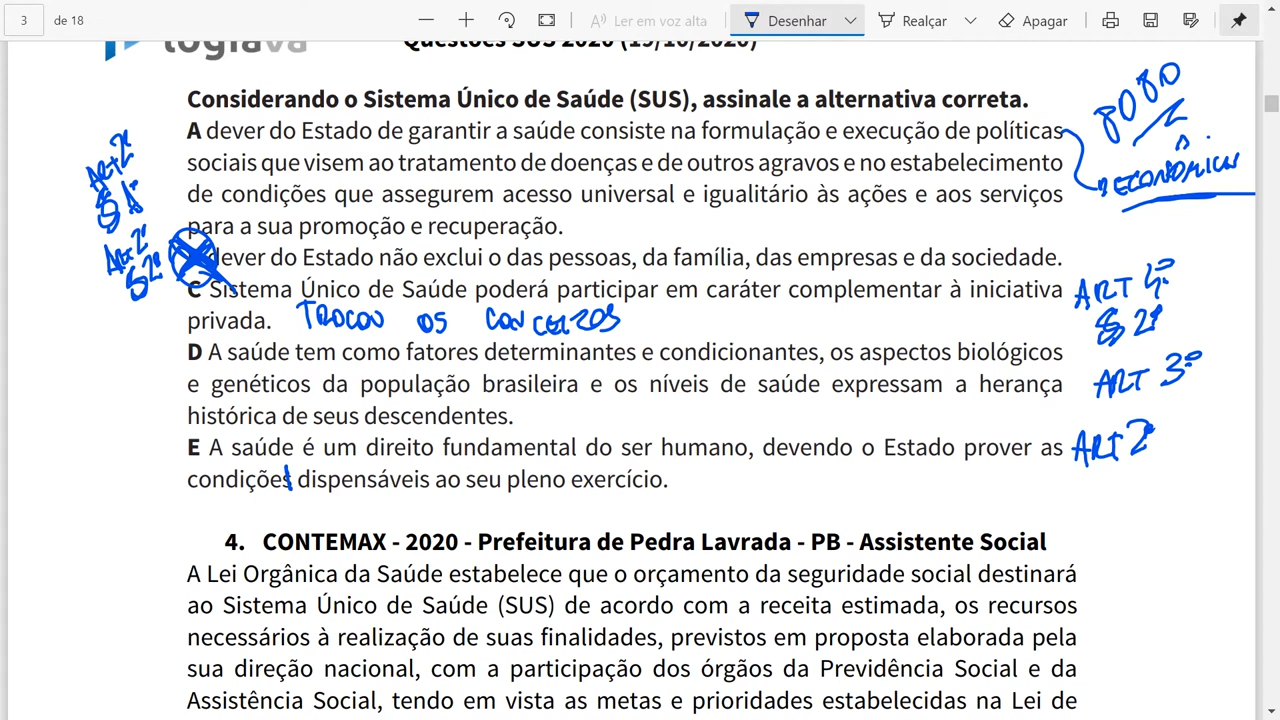 3 de 18 Ler em voz alta Desenhar Realçar Apagar
Questões SUS 2020 (19/10/2020)
Considerando o Sistema Único de Saúde (SUS), assinale a alternativa correta.
A dever do Estado de garantir a saúde consiste na formulação e execução de políticas
sociais que visem ao tratamento de doenças e de outros agravos e no estabelecimento
de condições que assegurem acesso universal e igualitário às ações e aos serviços
para a sua promoção e recuperação.
dever do Estado não exclui o das pessoas, da família, das empresas e da sociedade.
C Sistema Único de Saúde poderá participar em caráter complementar à iniciativa
privada. TROCOU OS CONCEITOS
D A saúde tem como fatores determinantes e condicionantes, os aspectos biológicos
e genéticos da população brasileira e os níveis de saúde expressam a herança
histórica de seus descendentes.
E A saúde é um direito fundamental do ser humano, devendo o Estado prover as
condições dispensáveis ao seu pleno exercício.
8080
ECONÔMICAS
ART 2º
§ 1º
ART 2º
§ 2º
ART 4º
§ 2º
ART 3º
ART 2º
4. CONTEMAX - 2020 - Prefeitura de Pedra Lavrada - PB - Assistente Social
A Lei Orgânica da Saúde estabelece que o orçamento da seguridade social destinará
ao Sistema Único de Saúde (SUS) de acordo com a receita estimada, os recursos
necessários à realização de suas finalidades, previstos em proposta elaborada pela
sua direção nacional, com a participação dos órgãos da Previdência Social e da
Assistência Social, tendo em vista as metas e prioridades estabelecidas na Lei de